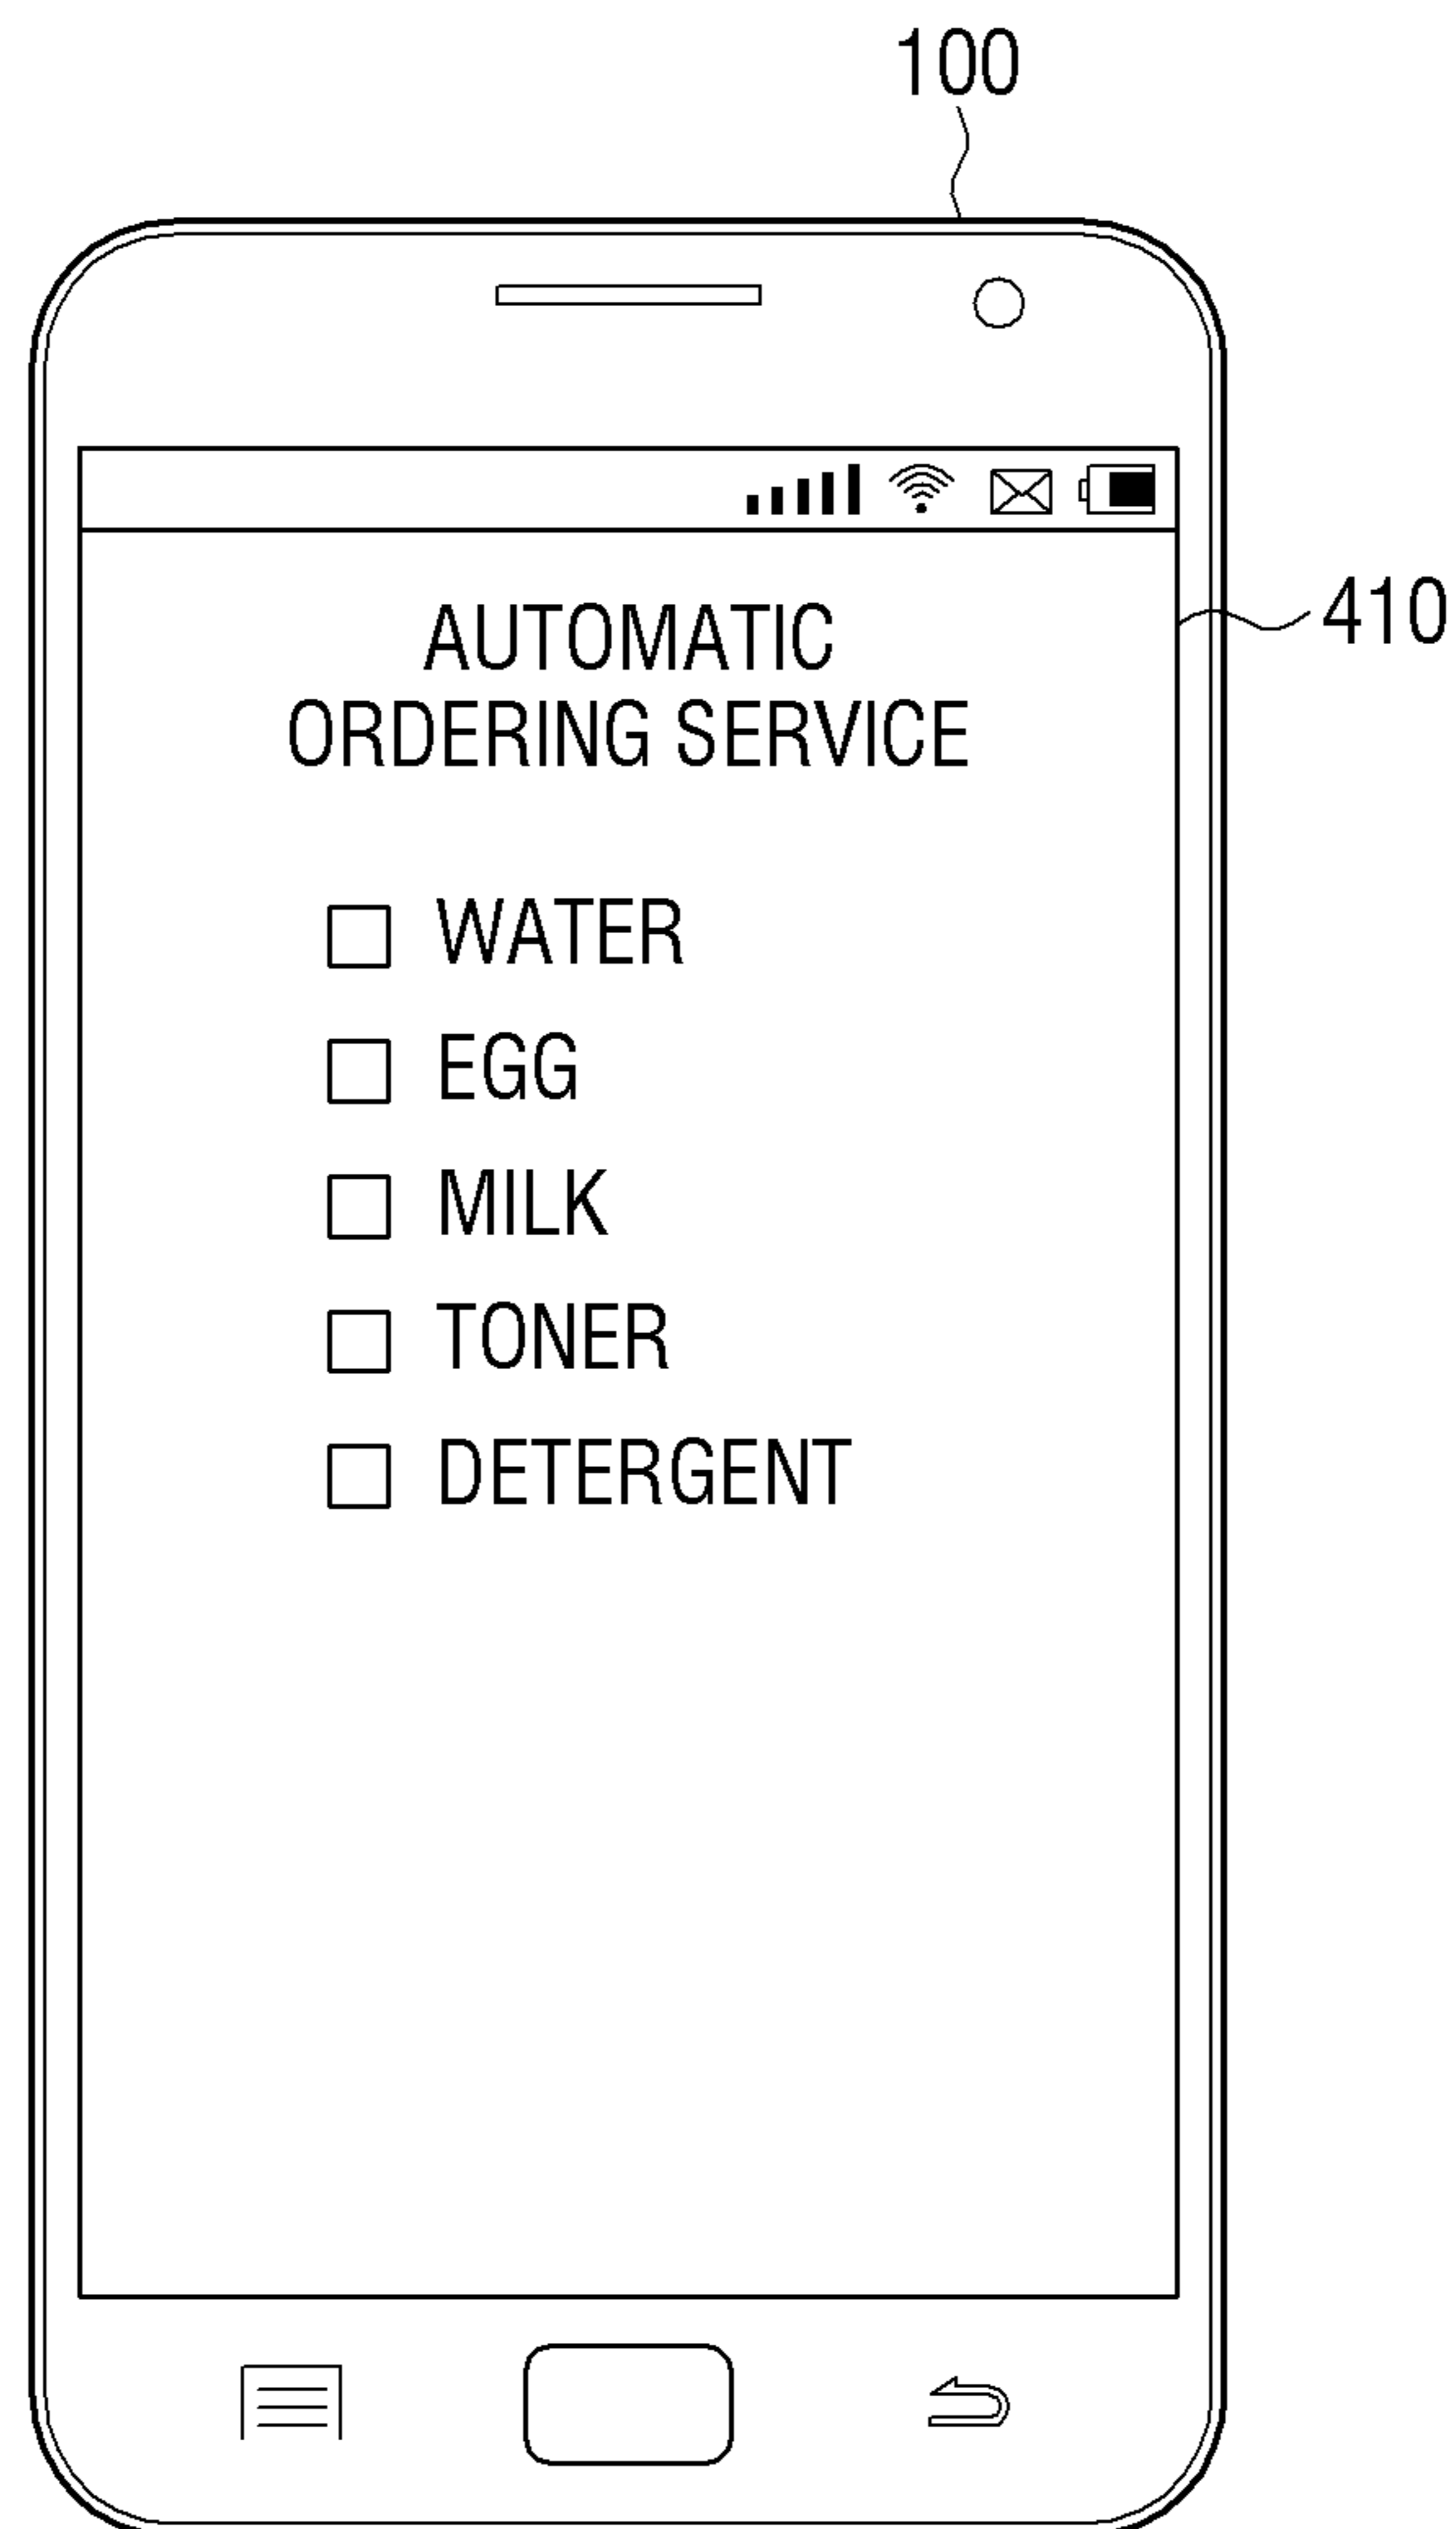 100
410
AUTOMATIC
ORDERING SERVICE
WATER
EGG
MILK
TONER
DETERGENT